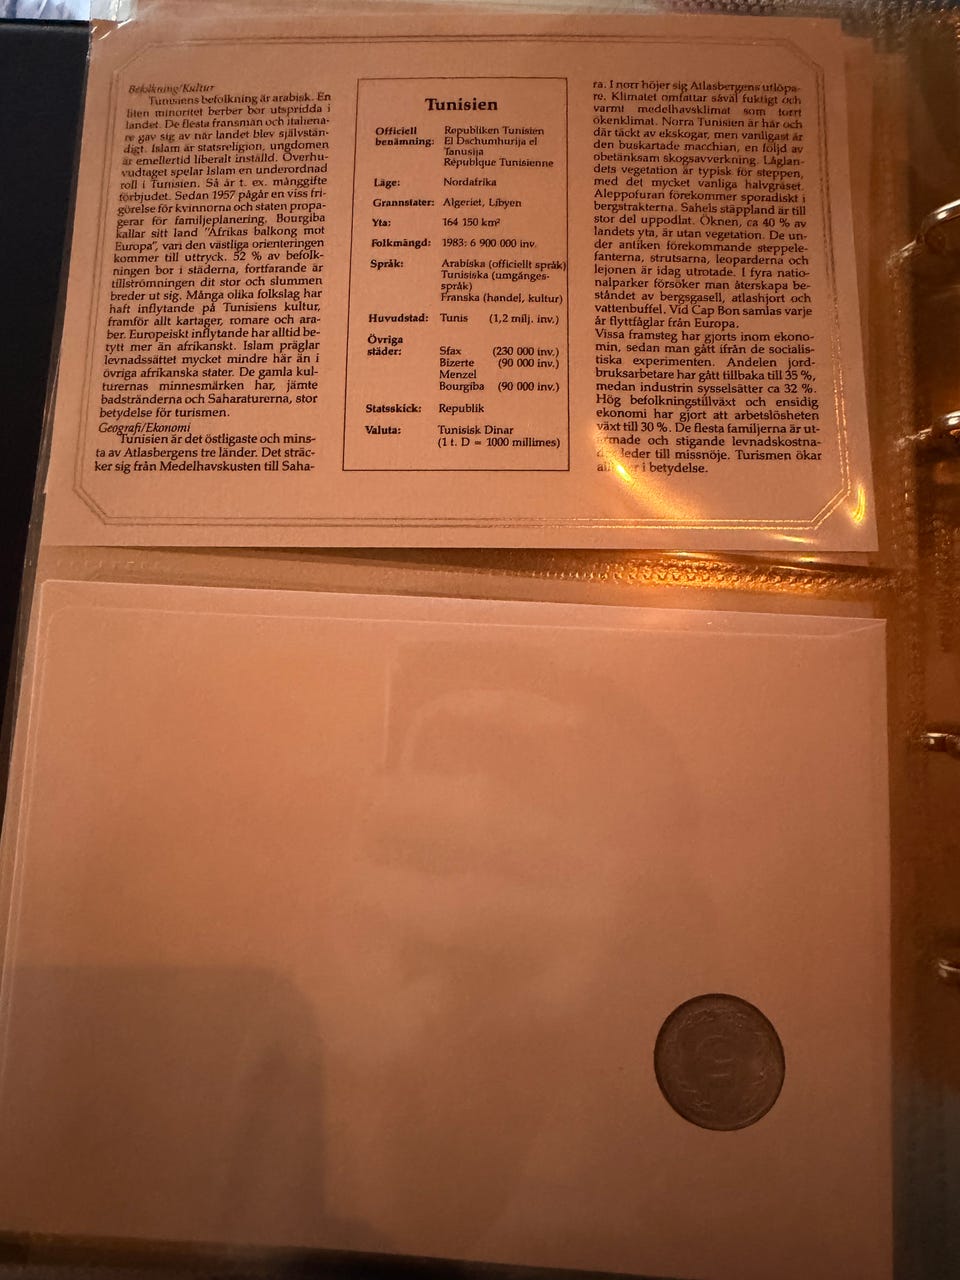 Befolkning/Kultur
Tunisiens befolkning är arabisk. En
liten minoritet berber bor utspridda i
landet. De flesta fransmän och italiena-
re gav sig av när landet blev självstän-
digt. Islam är statsreligion, ungdomen
är emellertid liberalt inställd. Överhu-
vudtaget spelar Islam en underordnad
roll i Tunisien. Så är t. ex. månggifte
förbjudet. Sedan 1957 pågår en viss fri-
görelse för kvinnorna och staten propa-
gerar för familjeplanering. Bourgiba
kallar sitt land "Afrikas balkong mot
Europa", vari den västliga orienteringen
kommer till uttryck. 52 % av befolk-
ningen bor i städerna, fortfarande är
tillströmningen dit stor och slummen
breder ut sig. Många olika folkslag har
haft inflytande på Tunisiens kultur,
framför allt kartager, romare och ara-
ber. Europeiskt inflytande har alltid be-
tytt mer än afrikanskt. Islam präglar
levnadssättet mycket mindre här än i
övriga afrikanska stater. De gamla kul-
turernas minnesmärken har, jämte
badstränderna och Saharaturerna, stor
betydelse för turismen.
Geografi/Ekonomi
Tunisien är det östligaste och mins-
ta av Atlasbergens tre länder. Det sträc-
ker sig från Medelhavskusten till Saha-
Tunisien
Officiell benämning: Republiken Tunisien
El Dschumhurija el
Tanusija
Républque Tunisienne
Läge: Nordafrika
Grannstater: Algeriet, Libyen
Yta: 164 150 km²
Folkmängd: 1983: 6 900 000 inv.
Språk: Arabiska (officiellt språk)
Tunisiska (umgänges-
språk)
Franska (handel, kultur)
Huvudstad: Tunis (1,2 milj. inv.)
Övriga
städer: Sfax (230 000 inv.)
Bizerte (90 000 inv.)
Menzel
Bourgiba (90 000 inv.)
Statsskick: Republik
Valuta: Tunisisk Dinar
(1 t. D = 1000 millimes)
ra. I norr höjer sig Atlasbergens utlöpa-
re. Klimatet omfattar såväl fuktigt och
varmt medelhavsklimat som torrt
ökenklimat. Norra Tunisien är här och
där täckt av ekskogar, men vanligast är
den buskartade macchian, en följd av
obetänksam skogsavverkning. Låglan-
dets vegetation är typisk för steppen,
med det mycket vanliga halvgräset.
Aleppofuran förekommer sporadiskt i
bergstrakterna. Sahels stäppland är till
stor del uppodlat. Öknen, ca 40 % av
landets yta, är utan vegetation. De un-
der antiken förekommande steppele-
fanterna, strutsarna, leoparderna och
lejonen är idag utrotade. I fyra natio-
nalparker försöker man återskapa be-
ståndet av bergsgasell, atlashjort och
vattenbuffel. Vid Cap Bon samlas varje
år flyttfåglar från Europa.
Vissa framsteg har gjorts inom ekono-
min, sedan man gått ifrån de socialis-
tiska experimenten. Andelen jord-
bruksarbetare har gått tillbaka till 35 %,
medan industrin sysselsätter ca 32 %.
Hög befolkningstillväxt och ensidig
ekonomi har gjort att arbetslösheten
växt till 30 %. De flesta familjerna är ut-
armade och stigande levnadskostna-
der leder till missnöje. Turismen ökar
i betydelse.